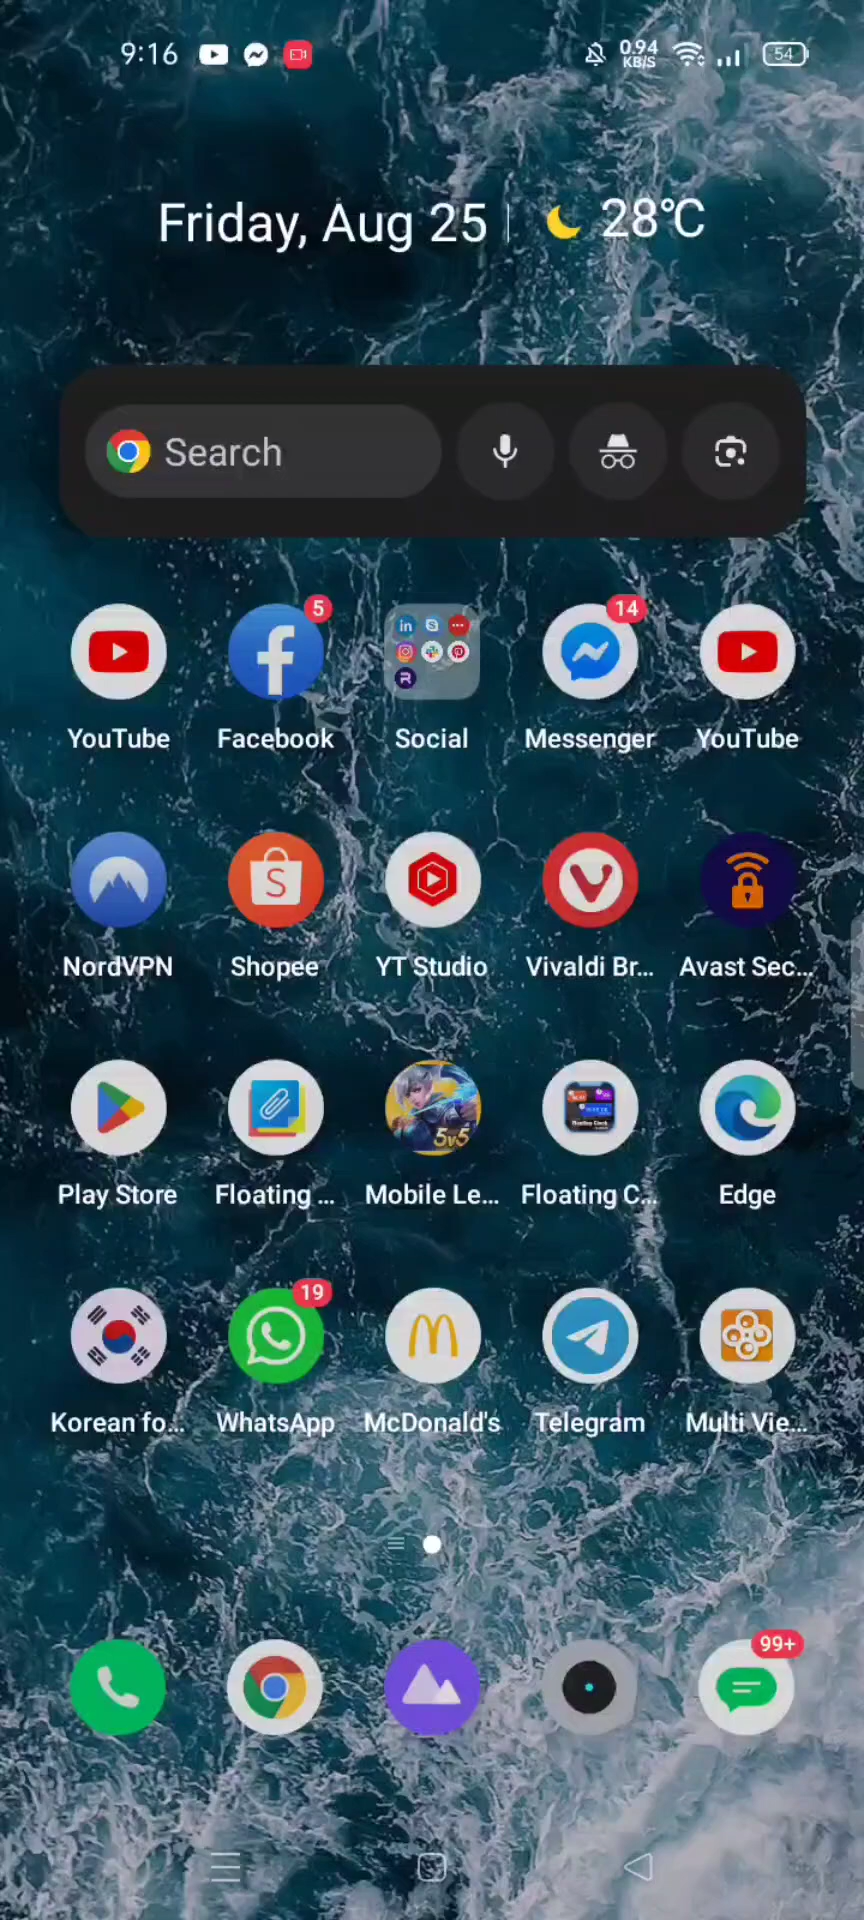 9:16 0.94 KB/S 54
Friday, Aug 25 | 28°C
Search
5 14
YouTube Facebook Social Messenger YouTube
NordVPN Shopee YT Studio Vivaldi Br... Avast Sec...
5v5
Play Store Floating ... Mobile Le... Floating C... Edge
19
Korean fo... WhatsApp McDonald's Telegram Multi Vie...
99+